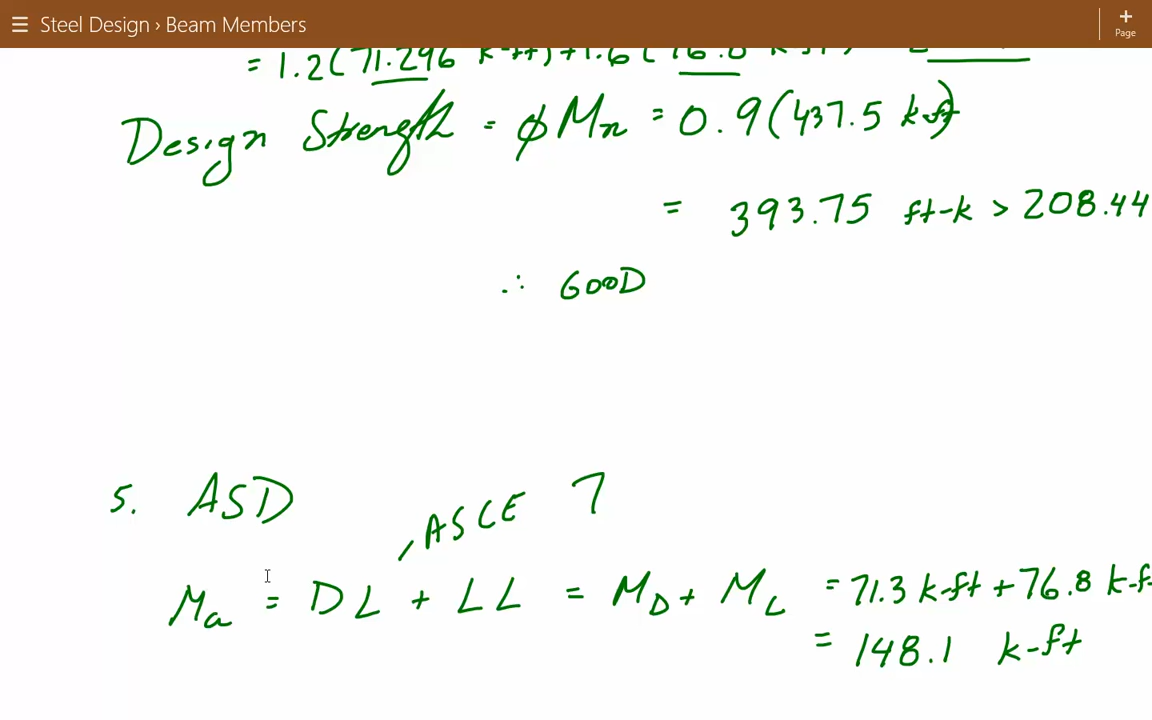 Steel Design › Beam Members
Page
= 1.2(71.296 k-ft)+1.6(76.8 k-ft)
Design Strength = ϕMn = 0.9(437.5 k-ft)
= 393.75 ft-k > 208.44
∴ GOOD
5. ASD
, ASCE 7
Ma = DL + LL = MD + ML = 71.3 k-ft + 76.8 k-f
= 148.1 k-ft